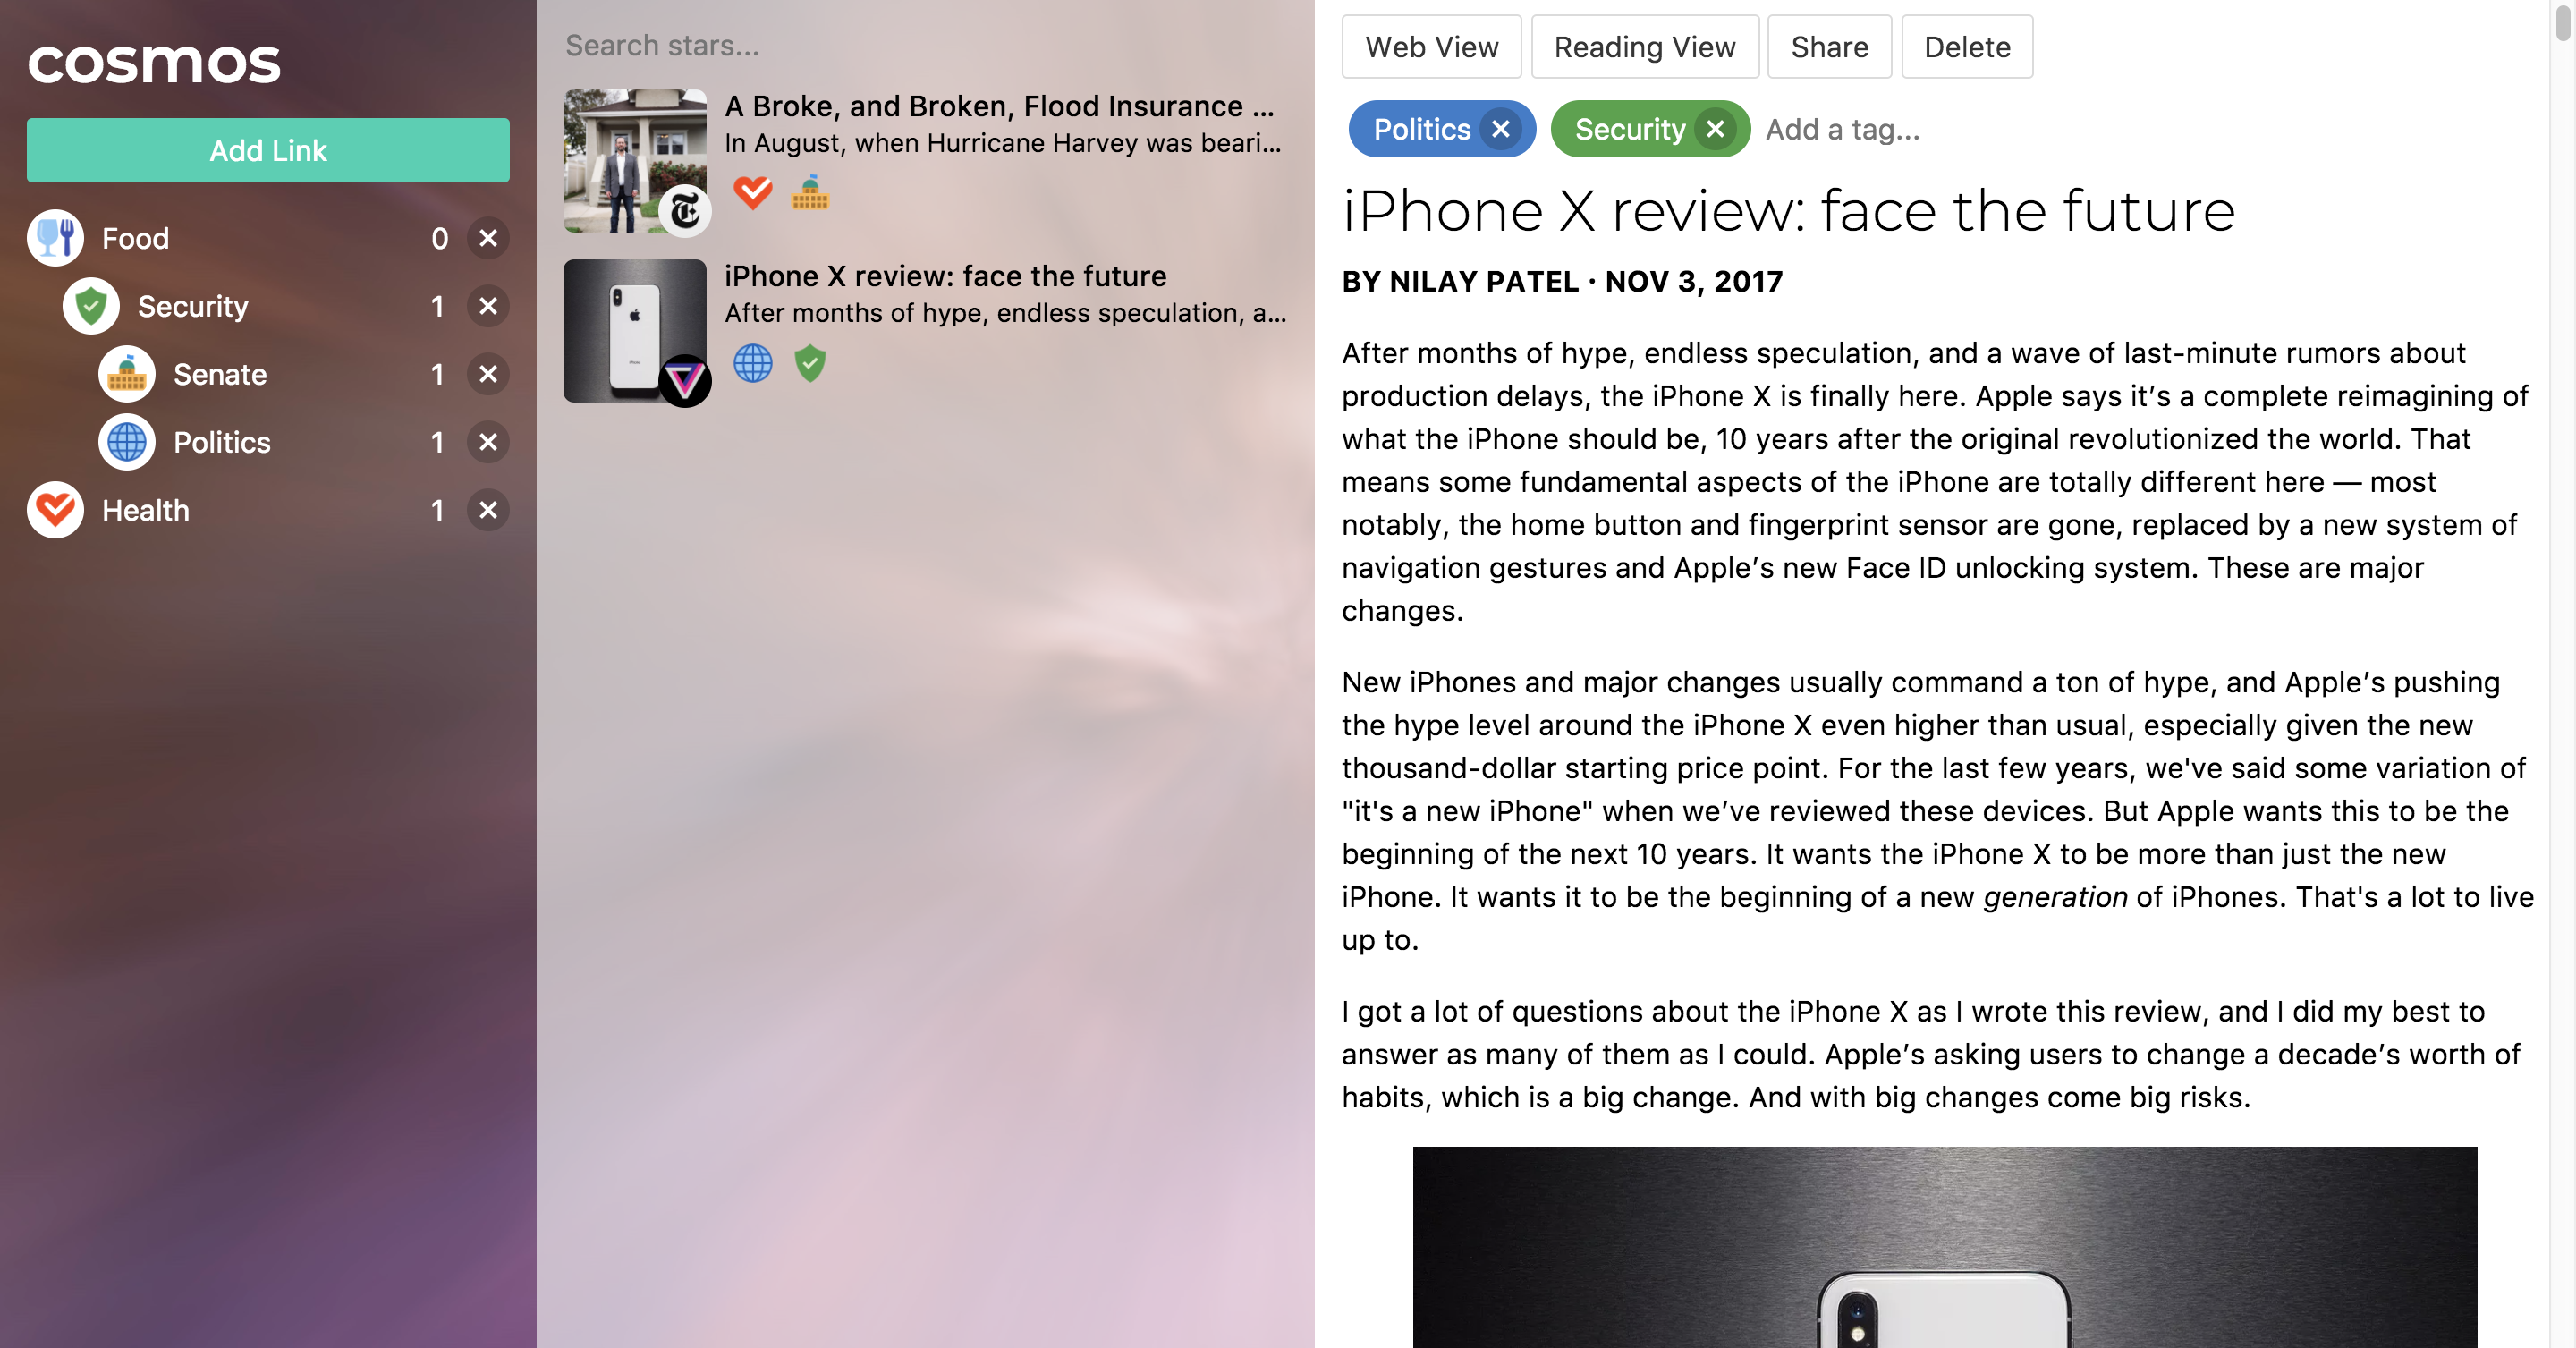 cosmos
Add Link
Food 0
Security 1
Senate 1
Politics 1
Health 1
Search stars...
A Broke, and Broken, Flood Insurance ...
In August, when Hurricane Harvey was beari...
iPhone X review: face the future
After months of hype, endless speculation, a...
Web View Reading View Share Delete
Politics Security Add a tag...
iPhone X review: face the future
BY NILAY PATEL · NOV 3, 2017
After months of hype, endless speculation, and a wave of last-minute rumors about
production delays, the iPhone X is finally here. Apple says it’s a complete reimagining of
what the iPhone should be, 10 years after the original revolutionized the world. That
means some fundamental aspects of the iPhone are totally different here — most
notably, the home button and fingerprint sensor are gone, replaced by a new system of
navigation gestures and Apple’s new Face ID unlocking system. These are major
changes.
New iPhones and major changes usually command a ton of hype, and Apple’s pushing
the hype level around the iPhone X even higher than usual, especially given the new
thousand-dollar starting price point. For the last few years, we've said some variation of
"it's a new iPhone" when we’ve reviewed these devices. But Apple wants this to be the
beginning of the next 10 years. It wants the iPhone X to be more than just the new
iPhone. It wants it to be the beginning of a new generation of iPhones. That's a lot to live
up to.
I got a lot of questions about the iPhone X as I wrote this review, and I did my best to
answer as many of them as I could. Apple’s asking users to change a decade’s worth of
habits, which is a big change. And with big changes come big risks.